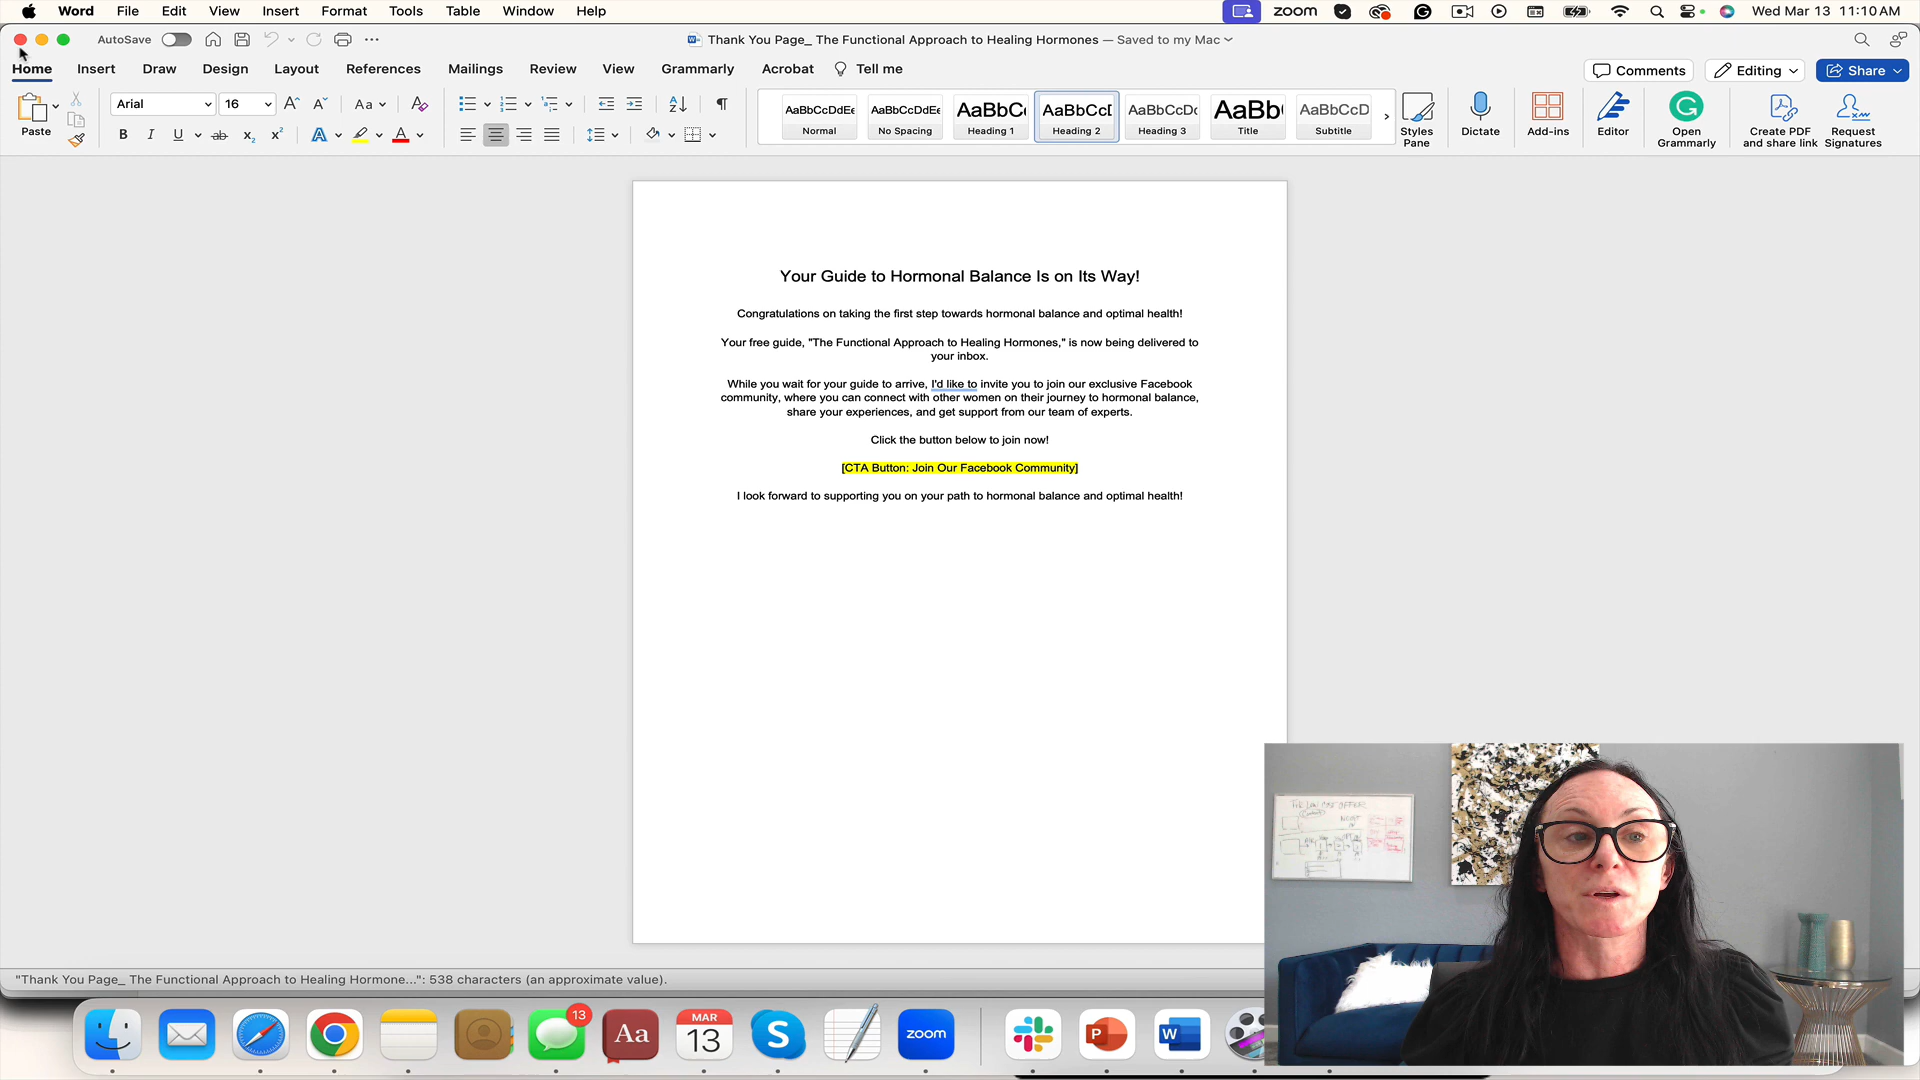 Word File Edit View Insert Format Tools Table Window Help
zoom Wed Mar 13 11:10 AM
AutoSave
Thank You Page_ The Functional Approach to Healing Hormones — Saved to my Mac
Home Insert Draw Design Layout References Mailings Review View Grammarly Acrobat Tell me
Comments Editing Share
Paste
Arial 16
AaBbCcDdEe AaBbCcDdEe AaBbCc AaBbCcD AaBbCcDc AaBb AaBbCcD
Normal No Spacing Heading 1 Heading 2 Heading 3 Title Subtitle
Styles Pane
Dictate
Add-ins
Editor
Open Grammarly
Create PDF and share link
Request Signatures
Your Guide to Hormonal Balance Is on Its Way!
Congratulations on taking the first step towards hormonal balance and optimal health!
Your free guide, "The Functional Approach to Healing Hormones," is now being delivered to
your inbox.
While you wait for your guide to arrive, I'd like to invite you to join our exclusive Facebook
community, where you can connect with other women on their journey to hormonal balance,
share your experiences, and get support from our team of experts.
Click the button below to join now!
[CTA Button: Join Our Facebook Community]
I look forward to supporting you on your path to hormonal balance and optimal health!
"Thank You Page_ The Functional Approach to Healing Hormone...": 538 characters (an approximate value).
13
Aa
MAR
13
zoom